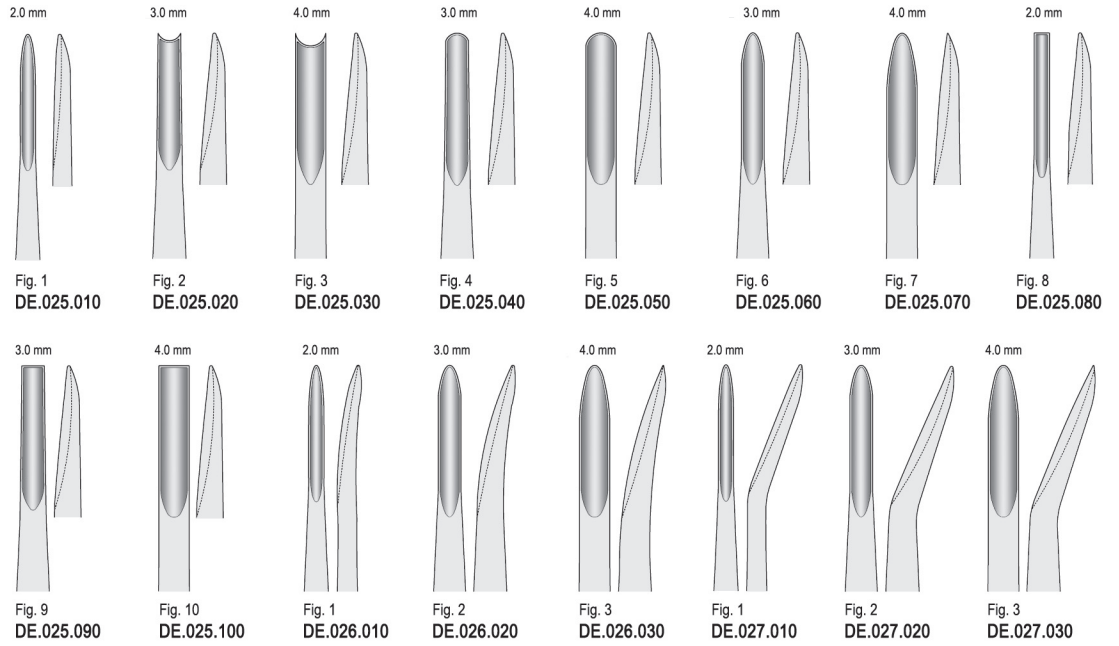 2.0 mm
3.0 mm
4.0 mm
3.0 mm
4.0 mm
3.0 mm
4.0 mm
2.0 mm
Fig. 1
DE.025.010
Fig. 2
DE.025.020
Fig. 3
DE.025.030
Fig. 4
DE.025.040
Fig. 5
DE.025.050
Fig. 6
DE.025.060
Fig. 7
DE.025.070
Fig. 8
DE.025.080
3.0 mm
4.0 mm
2.0 mm
3.0 mm
4.0 mm
2.0 mm
3.0 mm
4.0 mm
Fig. 9
DE.025.090
Fig. 10
DE.025.100
Fig. 1
DE.026.010
Fig. 2
DE.026.020
Fig. 3
DE.026.030
Fig. 1
DE.027.010
Fig. 2
DE.027.020
Fig. 3
DE.027.030